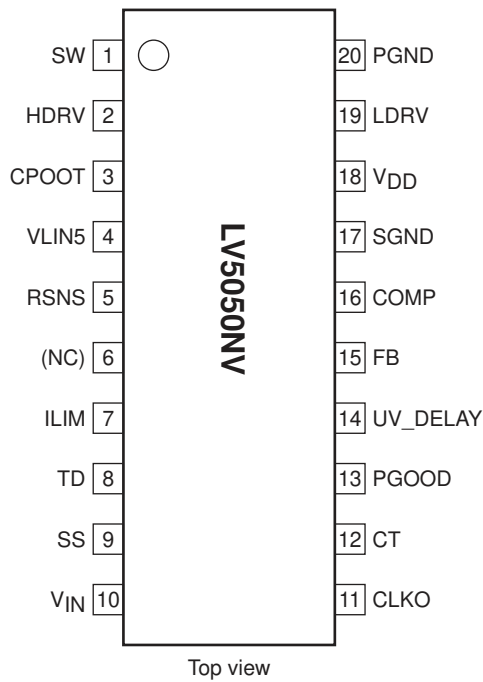 SW 1
20 PGND
HDRV 2
19 LDRV
CPOOT 3
18 VDD
VLIN5 4
17 SGND
RSNS 5
16 COMP
(NC) 6
15 FB
ILIM 7
14 UV_DELAY
TD 8
13 PGOOD
SS 9
12 CT
VIN 10
11 CLKO
LV5050NV
Top view